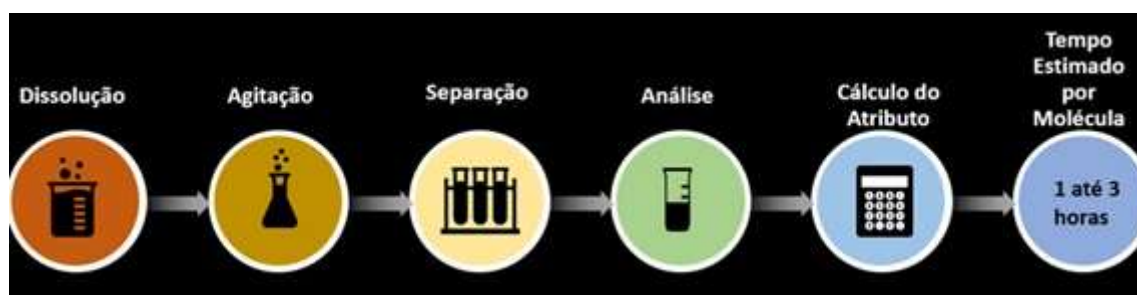 Dissolução
Agitação
Separação
Análise
Cálculo do
Atributo
Tempo
Estimado
por
Molécula
1 até 3
horas